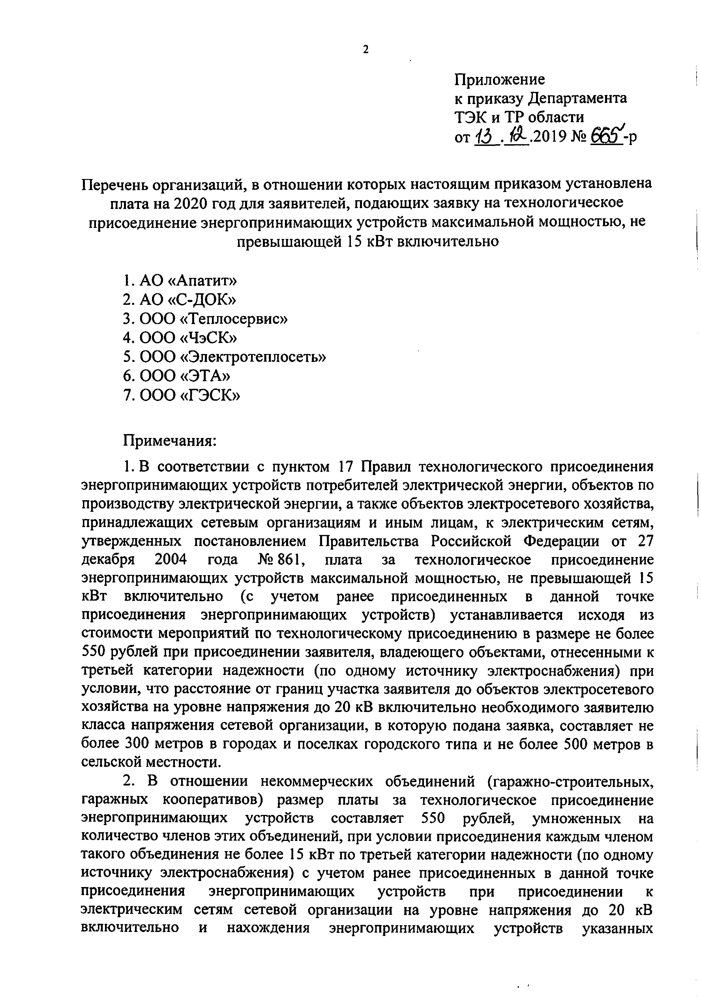 2
Приложение
к приказу Департамента
ТЭК и ТР области
от 13 . 12 .2019 № 665 -р
Перечень организаций, в отношении которых настоящим приказом установлена
плата на 2020 год для заявителей, подающих заявку на технологическое
присоединение энергопринимающих устройств максимальной мощностью, не
превышающей 15 кВт включительно
1. АО «Апатит»
2. АО «С-ДОК»
3. ООО «Теплосервис»
4. ООО «ЧэСК»
5. ООО «Электротеплосеть»
6. ООО «ЭТА»
7. ООО «ГЭСК»
Примечания:
1. В соответствии с пунктом 17 Правил технологического присоединения
энергопринимающих устройств потребителей электрической энергии, объектов по
производству электрической энергии, а также объектов электросетевого хозяйства,
принадлежащих сетевым организациям и иным лицам, к электрическим сетям,
утвержденных постановлением Правительства Российской Федерации от 27
декабря 2004 года № 861, плата за технологическое присоединение
энергопринимающих устройств максимальной мощностью, не превышающей 15
кВт включительно (с учетом ранее присоединенных в данной точке
присоединения энергопринимающих устройств) устанавливается исходя из
стоимости мероприятий по технологическому присоединению в размере не более
550 рублей при присоединении заявителя, владеющего объектами, отнесенными к
третьей категории надежности (по одному источнику электроснабжения) при
условии, что расстояние от границ участка заявителя до объектов электросетевого
хозяйства на уровне напряжения до 20 кВ включительно необходимого заявителю
класса напряжения сетевой организации, в которую подана заявка, составляет не
более 300 метров в городах и поселках городского типа и не более 500 метров в
сельской местности.
2. В отношении некоммерческих объединений (гаражно-строительных,
гаражных кооперативов) размер платы за технологическое присоединение
энергопринимающих устройств составляет 550 рублей, умноженных на
количество членов этих объединений, при условии присоединения каждым членом
такого объединения не более 15 кВт по третьей категории надежности (по одному
источнику электроснабжения) с учетом ранее присоединенных в данной точке
присоединения энергопринимающих устройств при присоединении к
электрическим сетям сетевой организации на уровне напряжения до 20 кВ
включительно и нахождения энергопринимающих устройств указанных